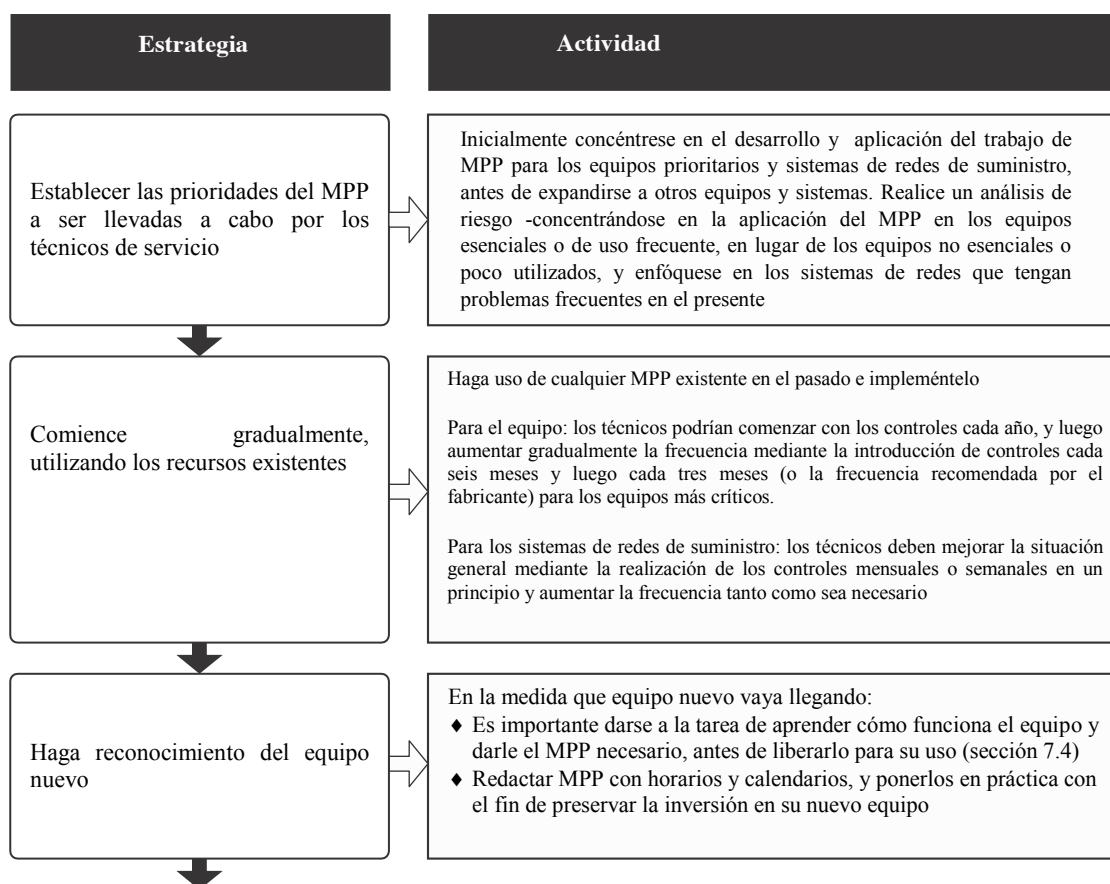 Estrategia
Actividad
Establecer las prioridades del MPP
a ser llevadas a cabo por los
técnicos de servicio
Inicialmente concéntrese en el desarrollo y aplicación del trabajo de
MPP para los equipos prioritarios y sistemas de redes de suministro,
antes de expandirse a otros equipos y sistemas. Realice un análisis de
riesgo -concentrándose en la aplicación del MPP en los equipos
esenciales o de uso frecuente, en lugar de los equipos no esenciales o
poco utilizados, y enfóquese en los sistemas de redes que tengan
problemas frecuentes en el presente
Comience gradualmente,
utilizando los recursos existentes
Haga uso de cualquier MPP existente en el pasado e impleméntelo
Para el equipo: los técnicos podrían comenzar con los controles cada año, y luego
aumentar gradualmente la frecuencia mediante la introducción de controles cada
seis meses y luego cada tres meses (o la frecuencia recomendada por el
fabricante) para los equipos más críticos.
Para los sistemas de redes de suministro: los técnicos deben mejorar la situación
general mediante la realización de los controles mensuales o semanales en un
principio y aumentar la frecuencia tanto como sea necesario
Haga reconocimiento del equipo
nuevo
En la medida que equipo nuevo vaya llegando:
♦ Es importante darse a la tarea de aprender cómo funciona el equipo y
darle el MPP necesario, antes de liberarlo para su uso (sección 7.4)
♦ Redactar MPP con horarios y calendarios, y ponerlos en práctica con
el fin de preservar la inversión en su nuevo equipo